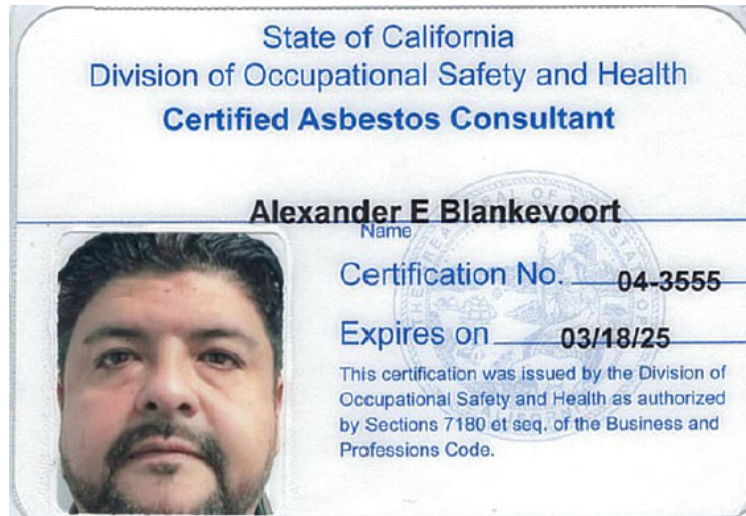 State of California
Division of Occupational Safety and Health
Certified Asbestos Consultant
Alexander E Blankevoort
Name
Certification No. 04-3555
Expires on 03/18/25
This certification was issued by the Division of
Occupational Safety and Health as authorized
by Sections 7180 et seq. of the Business and
Professions Code.